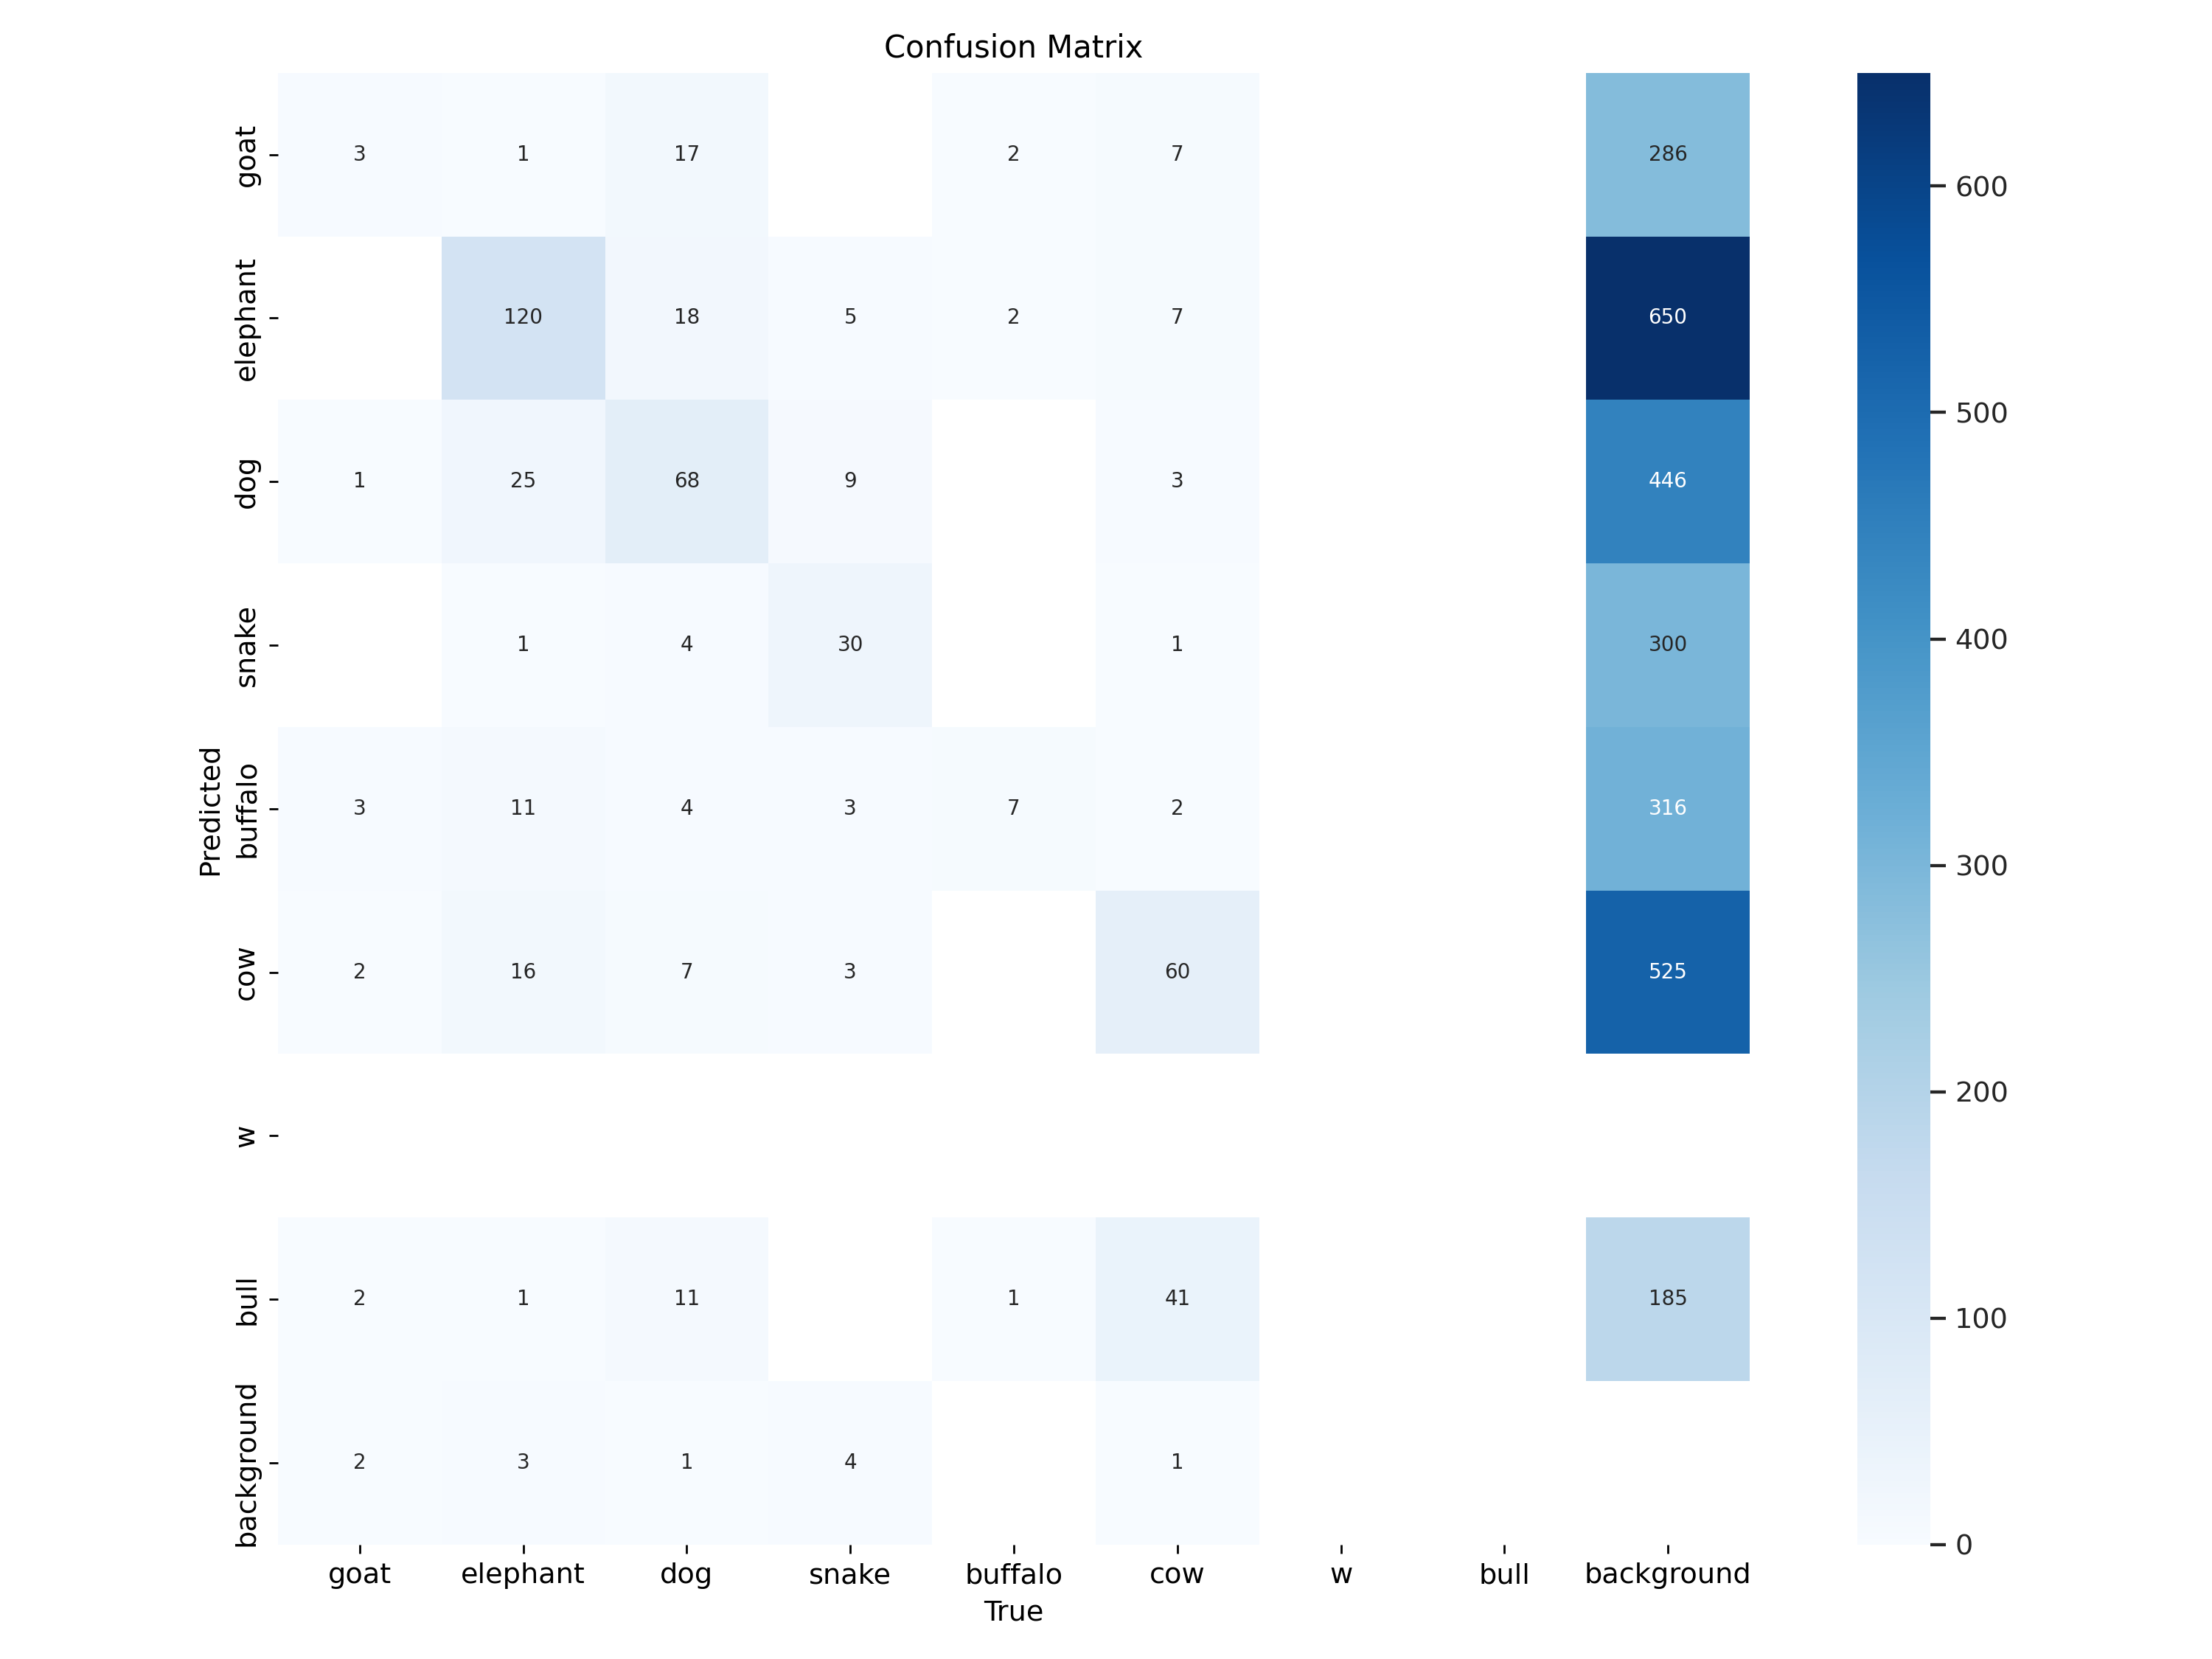 Confusion Matrix
goat 3 1 17 2 7 286
elephant 120 18 5 2 7 650
dog 1 25 68 9 3 446
snake 1 4 30 1 300
buffalo 3 11 4 3 7 2 316
cow 2 16 7 3 60 525
w
bull 2 1 11 1 41 185
background 2 3 1 4 1
Predicted
goat elephant dog snake buffalo cow w bull background
True
600
500
400
300
200
100
0